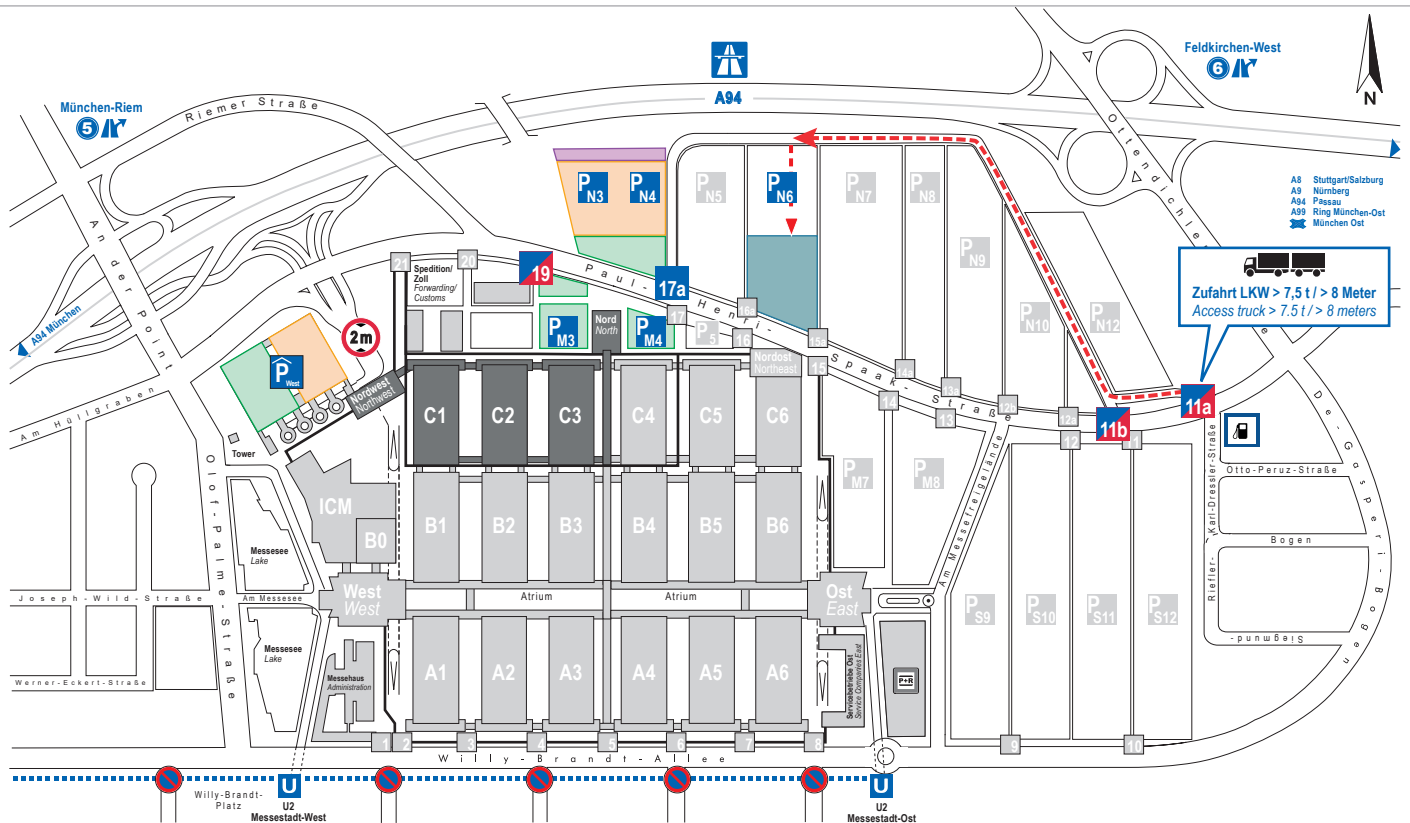 A94
Feldkirchen-West
6
N
München-Riem
5
Riemer Straße
An der Point
A94 München
Am Hüllgraben
Ottendichler
A8 Stuttgart/Salzburg
A9 Nürnberg
A94 Passau
A99 Ring München-Ost
München Ost
Zufahrt LKW > 7,5 t / > 8 Meter
Access truck > 7.5 t / > 8 meters
P N3
P N4
P N5
P N6
P N7
P N8
P N9
P N10
P N12
21
20
19
17a
17
16a
16
15a
15
14a
14
13a
13
12b
12a
12
11b
11
11a
Spedition/
Zoll
Forwarding/
Customs
Paul-Henri-Spaak-Straße
2m
P West
P M3
P M4
P 5
Nord
North
Nordost
Northeast
Nordwest
Northwest
C1
C2
C3
C4
C5
C6
P M7
P M8
Tower
ICM
B0
B1
B2
B3
B4
B5
B6
Olof-Palme-Straße
Messesee
Lake
Am Messesee
Joseph-Wild-Straße
West
West
Atrium
Atrium
Ost
East
Am Messefreigelände
P S9
P S10
P S11
P S12
Karl-Dressler-Straße
Otto-Peruz-Straße
Bogen
Riefler-
Siegmund-
De-Gasperi-Bogen
Messesee
Lake
Werner-Eckert-Straße
Messehaus
Administration
A1
A2
A3
A4
A5
A6
Servicebetriebe Ost
Service Companies East
P+R
1
2
3
4
5
6
7
8
9
10
Willy-Brandt-Allee
Willy-Brandt-
Platz
U
U2
Messestadt-West
U
U2
Messestadt-Ost